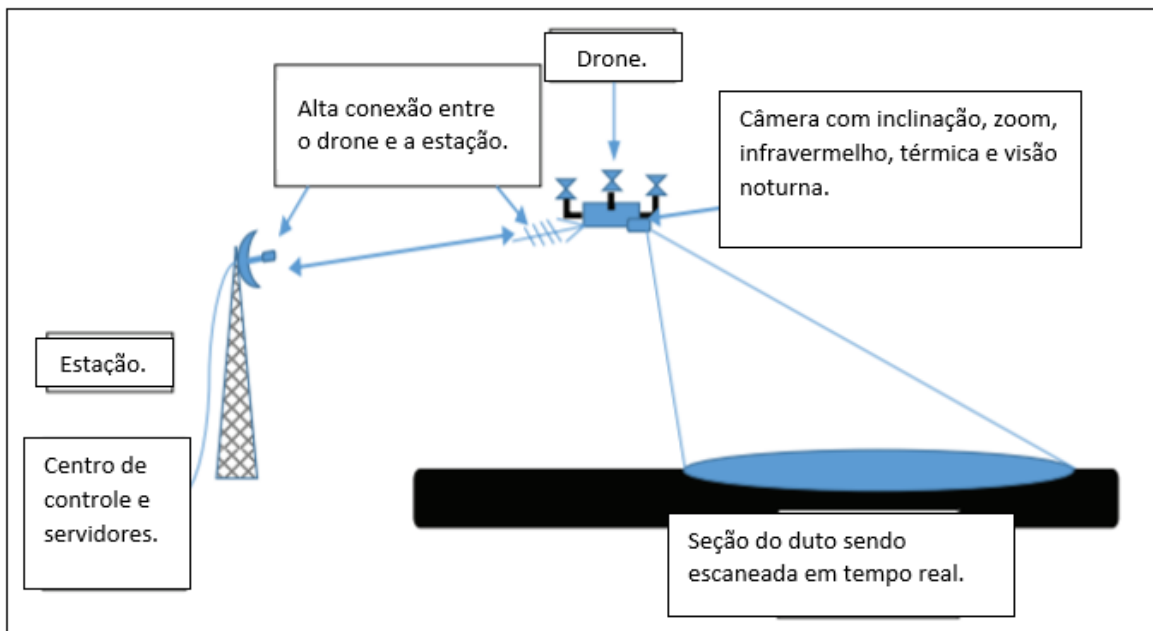 Drone.
Alta conexão entre
o drone e a estação.
Câmera com inclinação, zoom,
infravermelho, térmica e visão
noturna.
Estação.
Centro de
controle e
servidores.
Seção do duto sendo
escaneada em tempo real.